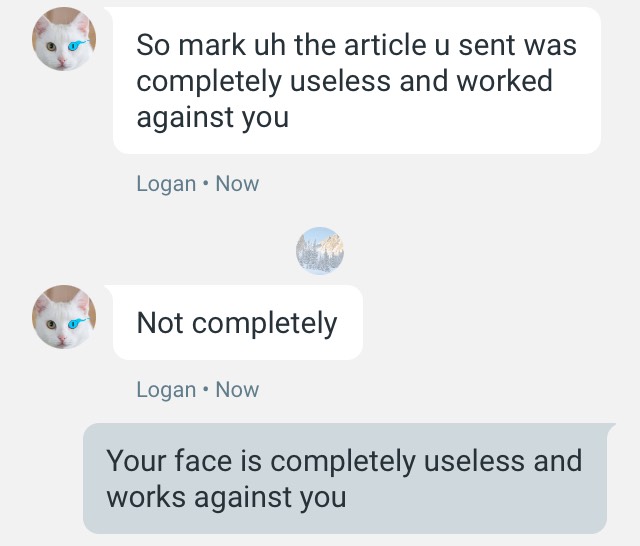 So mark uh the article u sent was
completely useless and worked
against you
Logan • Now
Not completely
Logan • Now
Your face is completely useless and
works against you